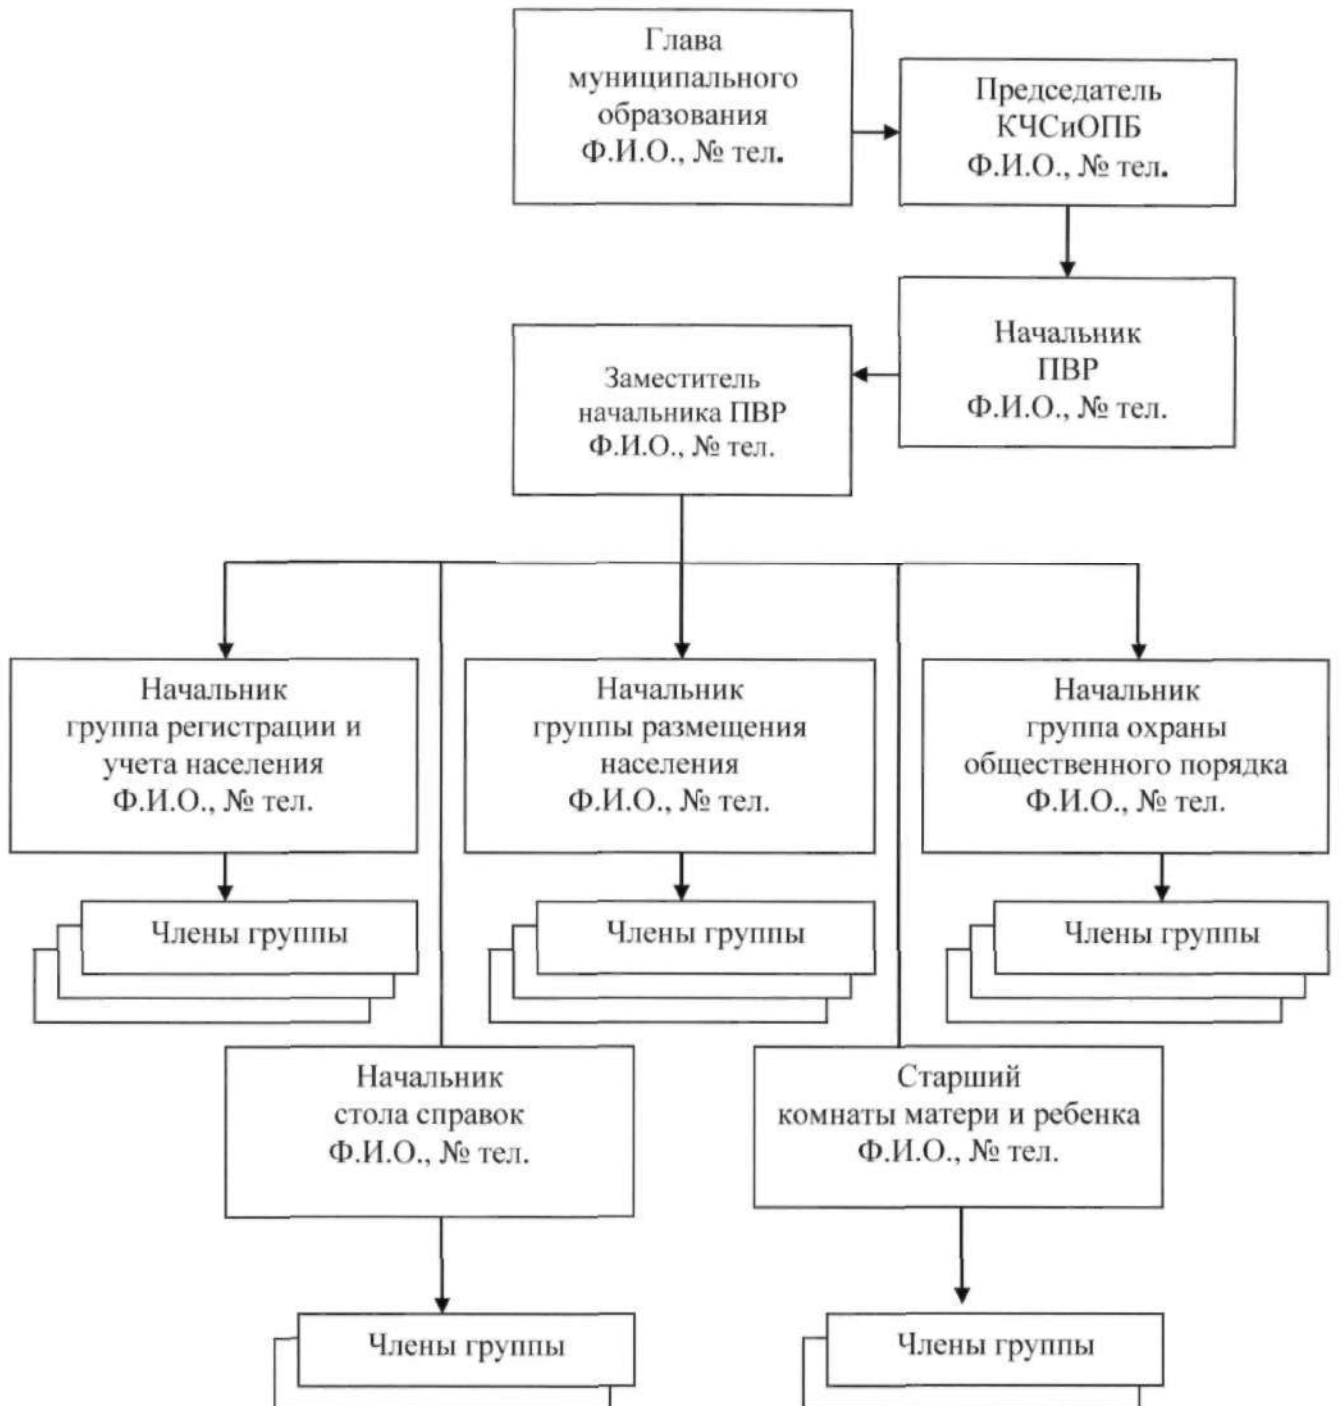 Глава
муниципального
образования
Ф.И.О., № тел.
Председатель
КЧСиОПБ
Ф.И.О., № тел.
Начальник
ПВР
Ф.И.О., № тел.
Заместитель
начальника ПВР
Ф.И.О., № тел.
Начальник
группа регистрации и
учета населения
Ф.И.О., № тел.
Начальник
группы размещения
населения
Ф.И.О., № тел.
Начальник
группа охраны
общественного порядка
Ф.И.О., № тел.
Члены группы
Члены группы
Члены группы
Начальник
стола справок
Ф.И.О., № тел.
Старший
комнаты матери и ребенка
Ф.И.О., № тел.
Члены группы
Члены группы